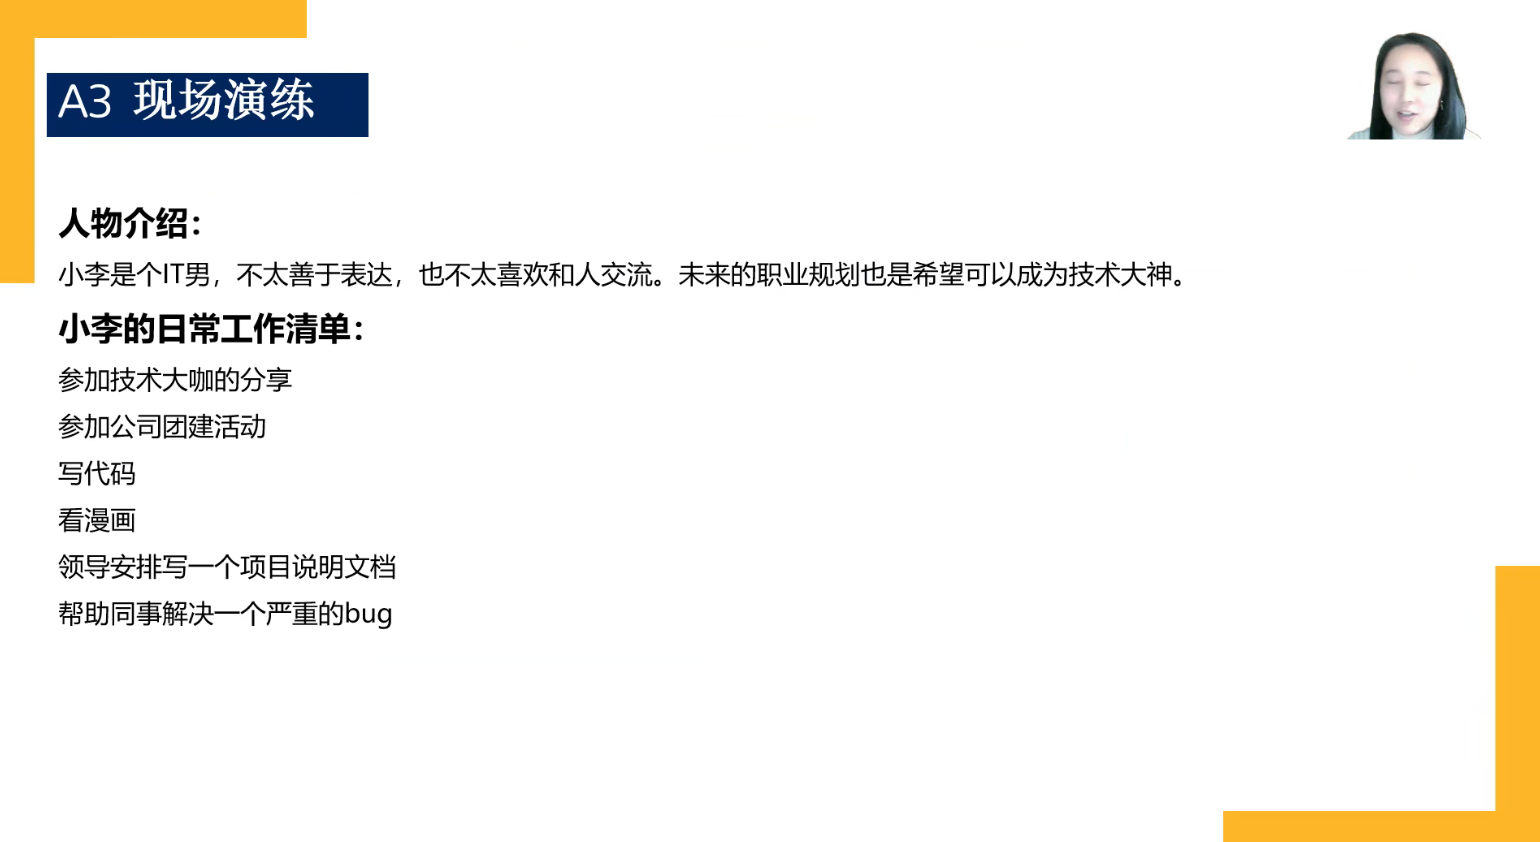 A3 现场演练
人物介绍：
小李是个IT男，不太善于表达，也不太喜欢和人交流。未来的职业规划也是希望可以成为技术大神。
小李的日常工作清单：
参加技术大咖的分享
参加公司团建活动
写代码
看漫画
领导安排写一个项目说明文档
帮助同事解决一个严重的bug